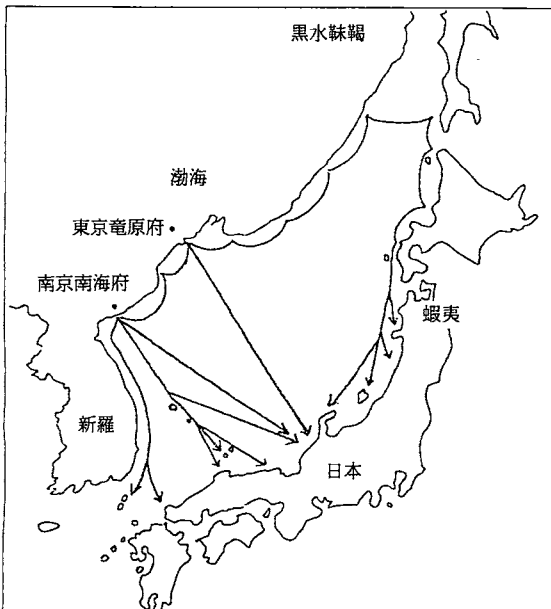 黒水靺鞨
渤海
東京竜原府
南京南海府
蝦夷
新羅
日本